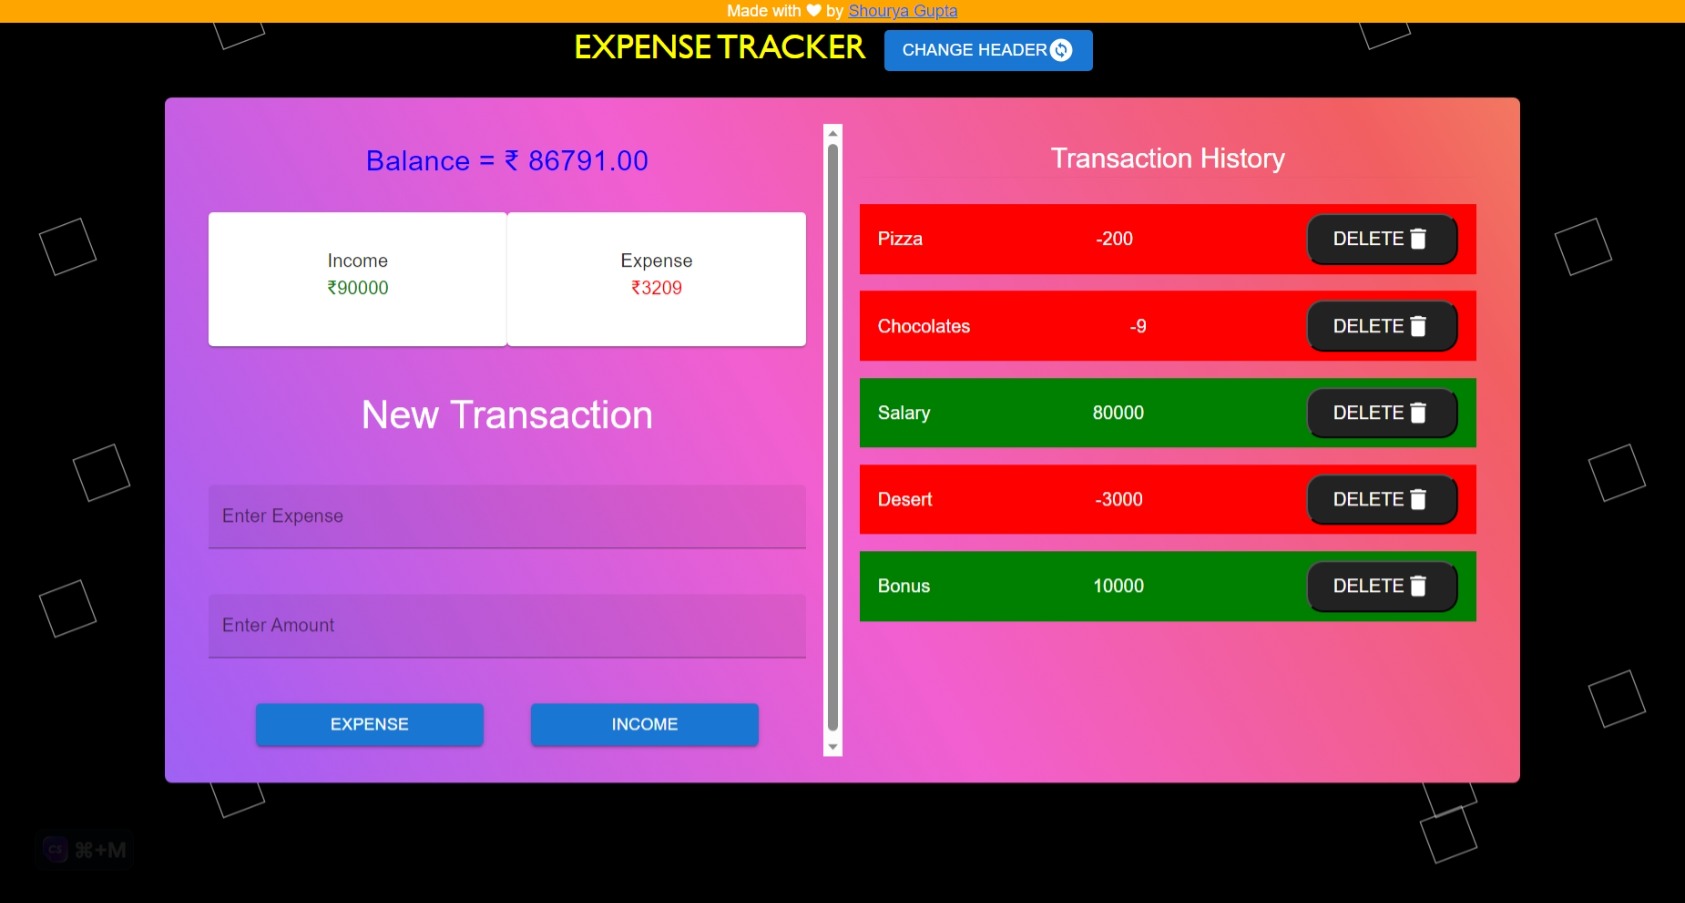 Made with ❤ by Shourya Gupta
EXPENSE TRACKER
CHANGE HEADER
Balance = ₹ 86791.00
Income
₹90000
Expense
₹3209
New Transaction
Enter Expense
Enter Amount
EXPENSE
INCOME
Transaction History
Pizza -200 DELETE
Chocolates -9 DELETE
Salary 80000 DELETE
Desert -3000 DELETE
Bonus 10000 DELETE
CS ⌘+M